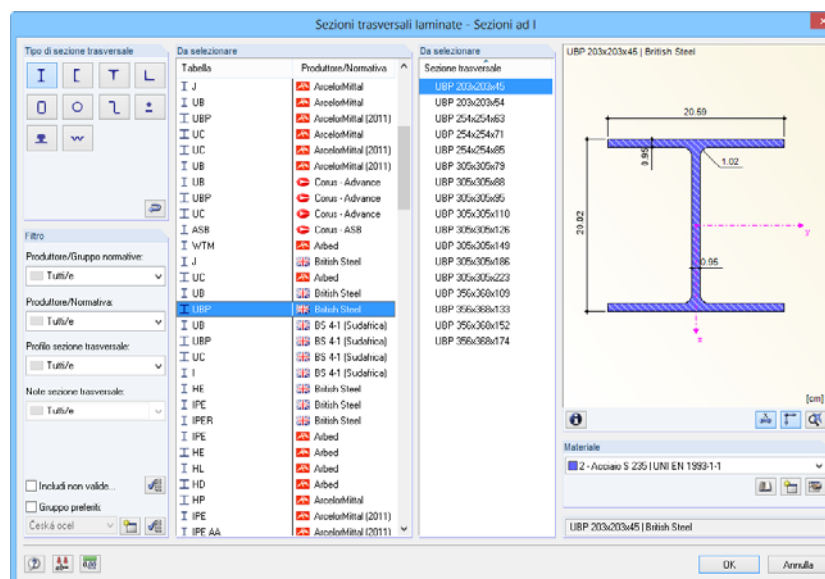 Sezioni trasversali laminate - Sezioni ad I
Tipo di sezione trasversale
Filtro
Produttore/Gruppo normative:
Tutti/e
Produttore/Normativa:
Tutti/e
Profilo sezione trasversale:
Tutti/e
Note sezione trasversale:
Tutti/e
Includi non valide...
Gruppo preferiti:
Česká ocel
Da selezionare
Tabella Produttore/Normativa
J ArcelorMittal
UB ArcelorMittal
UBP ArcelorMittal (2011)
UC ArcelorMittal
UC ArcelorMittal (2011)
UB ArcelorMittal (2011)
UB Corus - Advance
UBP Corus - Advance
UC Corus - Advance
ASB Corus - ASB
WTM Arbed
J British Steel
UC Arbed
UB British Steel
UBP British Steel
UB BS 4-1 (Sudafrica)
UBP BS 4-1 (Sudafrica)
UC BS 4-1 (Sudafrica)
I BS 4-1 (Sudafrica)
HE British Steel
IPE British Steel
IPER British Steel
IPE Arbed
HE Arbed
HL Arbed
HD Arbed
HP ArcelorMittal
IPE ArcelorMittal (2011)
IPE AA ArcelorMittal (2011)
Da selezionare
Sezione trasversale
UBP 203x203x45
UBP 203x203x54
UBP 254x254x63
UBP 254x254x71
UBP 254x254x85
UBP 305x305x79
UBP 305x305x88
UBP 305x305x95
UBP 305x305x110
UBP 305x305x126
UBP 305x305x149
UBP 305x305x186
UBP 305x305x223
UBP 356x368x109
UBP 356x368x133
UBP 356x368x152
UBP 356x368x174
UBP 203x203x45 | British Steel
20.59
0.95
1.02
20.02
0.95
y
z
[cm]
Materiale
2 - Acciaio S 235 | UNI EN 1993-1-1
UBP 203x203x45 | British Steel
0,00
OK
Annulla